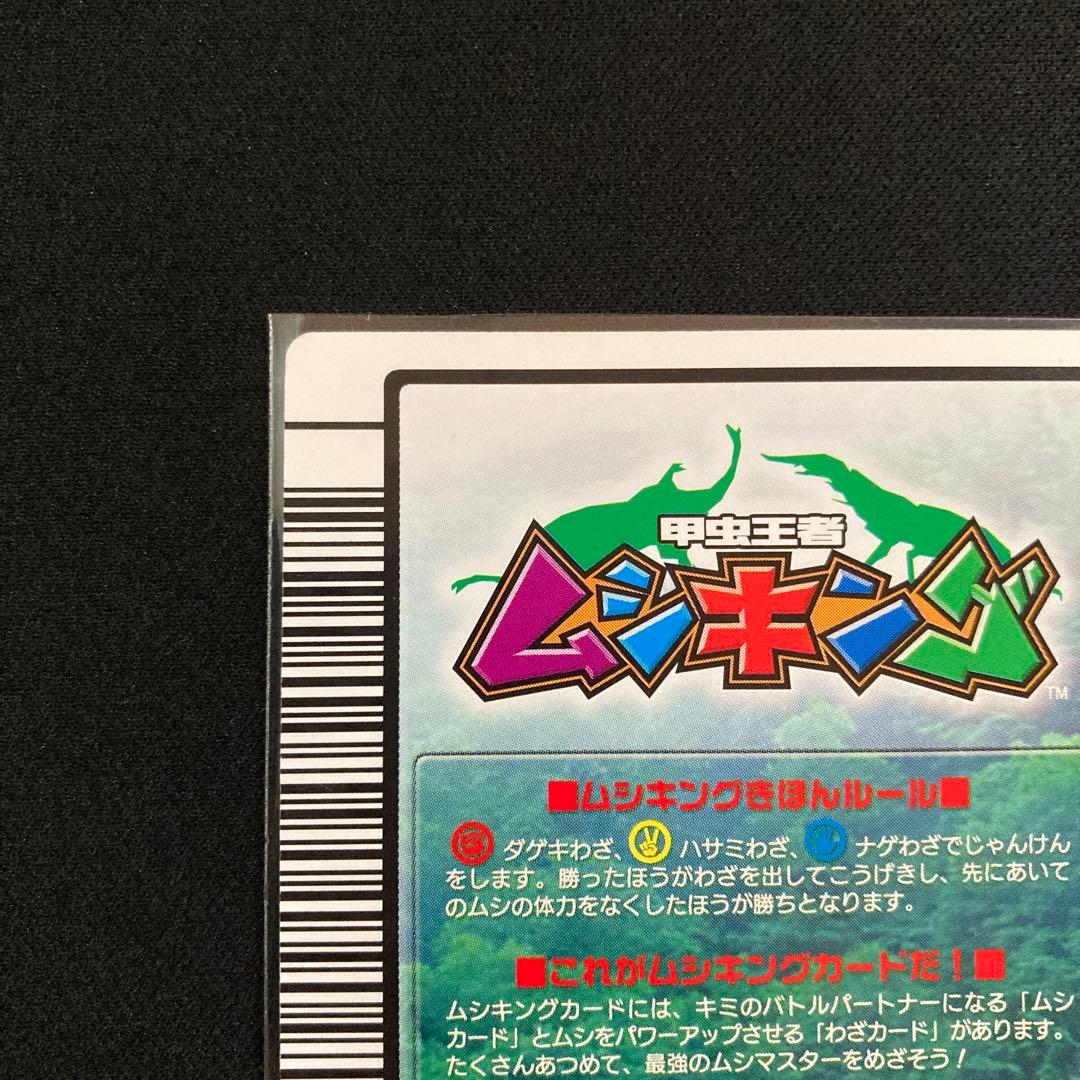 甲虫王者
ムシキング
TM
■ムシキングきほんルール■
ダゲキわざ、ハサミわざ、ナゲわざでじゃんけん
をします。勝ったほうがわざを出してこうげきし、先にあいて
のムシの体力をなくしたほうが勝ちとなります。
■これがムシキングカードだ！■
ムシキングカードには、キミのバトルパートナーになる「ムシ
カード」とムシをパワーアップさせる「わざカード」があります。
たくさんあつめて、最強のムシマスターをめざそう！